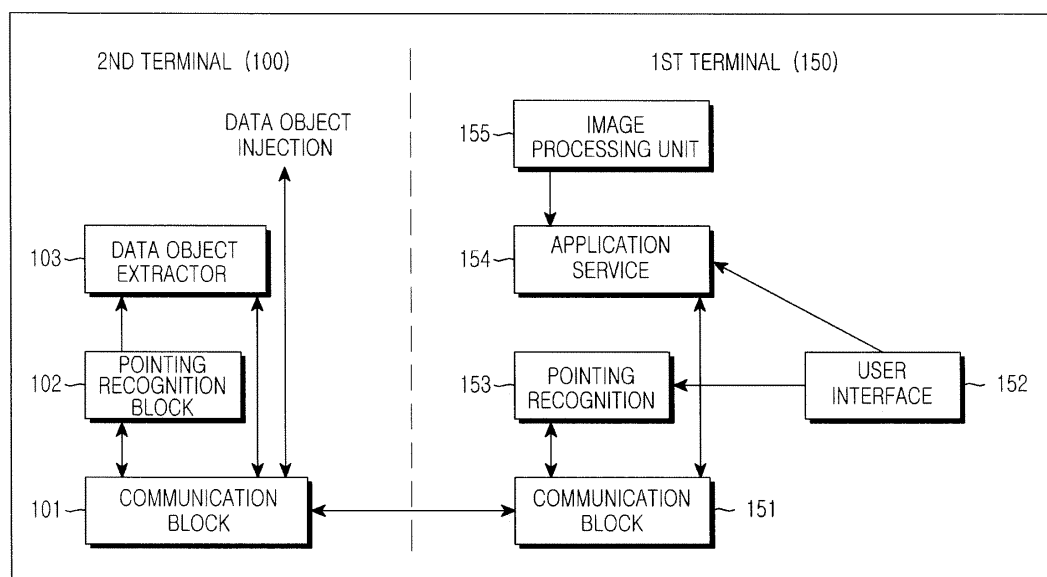 2ND TERMINAL (100)
DATA OBJECT
INJECTION
103
DATA OBJECT
EXTRACTOR
102
POINTING
RECOGNITION
BLOCK
101
COMMUNICATION
BLOCK
1ST TERMINAL (150)
155
IMAGE
PROCESSING UNIT
154
APPLICATION
SERVICE
153
POINTING
RECOGNITION
USER
INTERFACE
152
COMMUNICATION
BLOCK
151